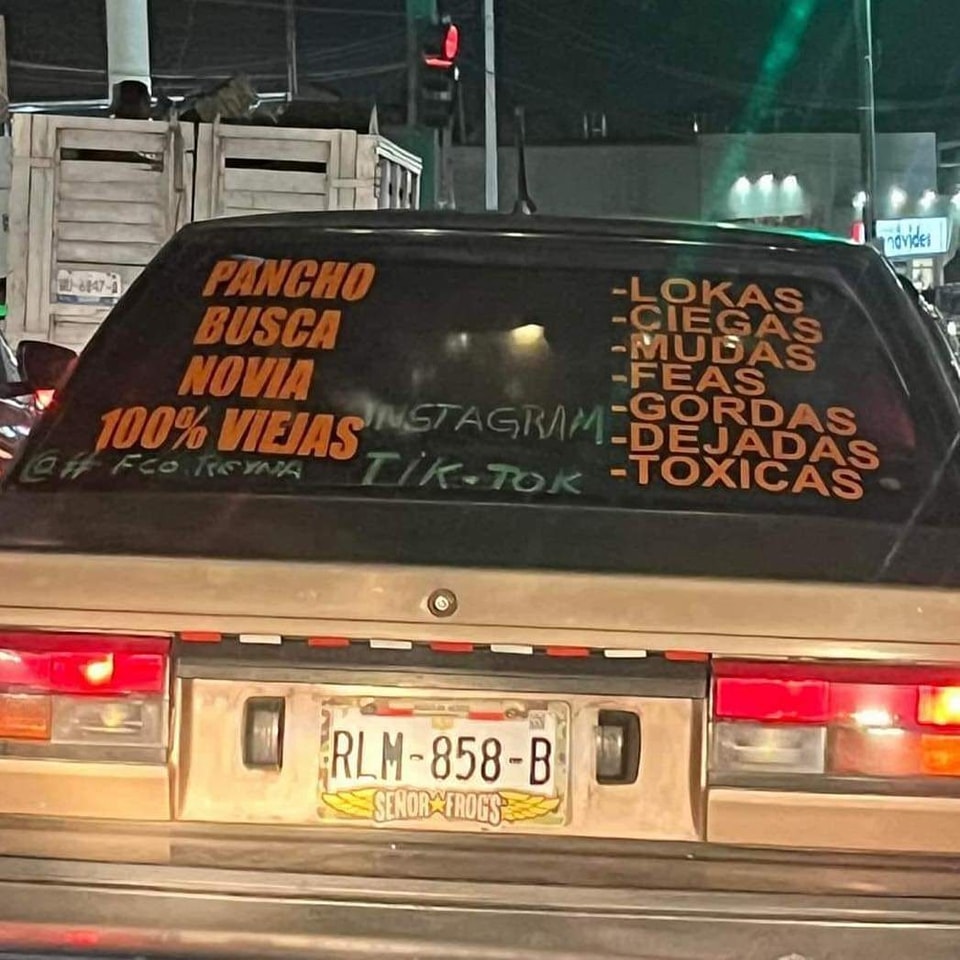 PANCHO
BUSCA
NOVIA
100% VIEJAS
@# FCO.REYNA
INSTAGRAM
TIK-TOK
-LOKAS
-CIEGAS
-MUDAS
-FEAS
-GORDAS
-DEJADAS
-TOXICAS
RLM-858-B
SEÑOR FROG'S